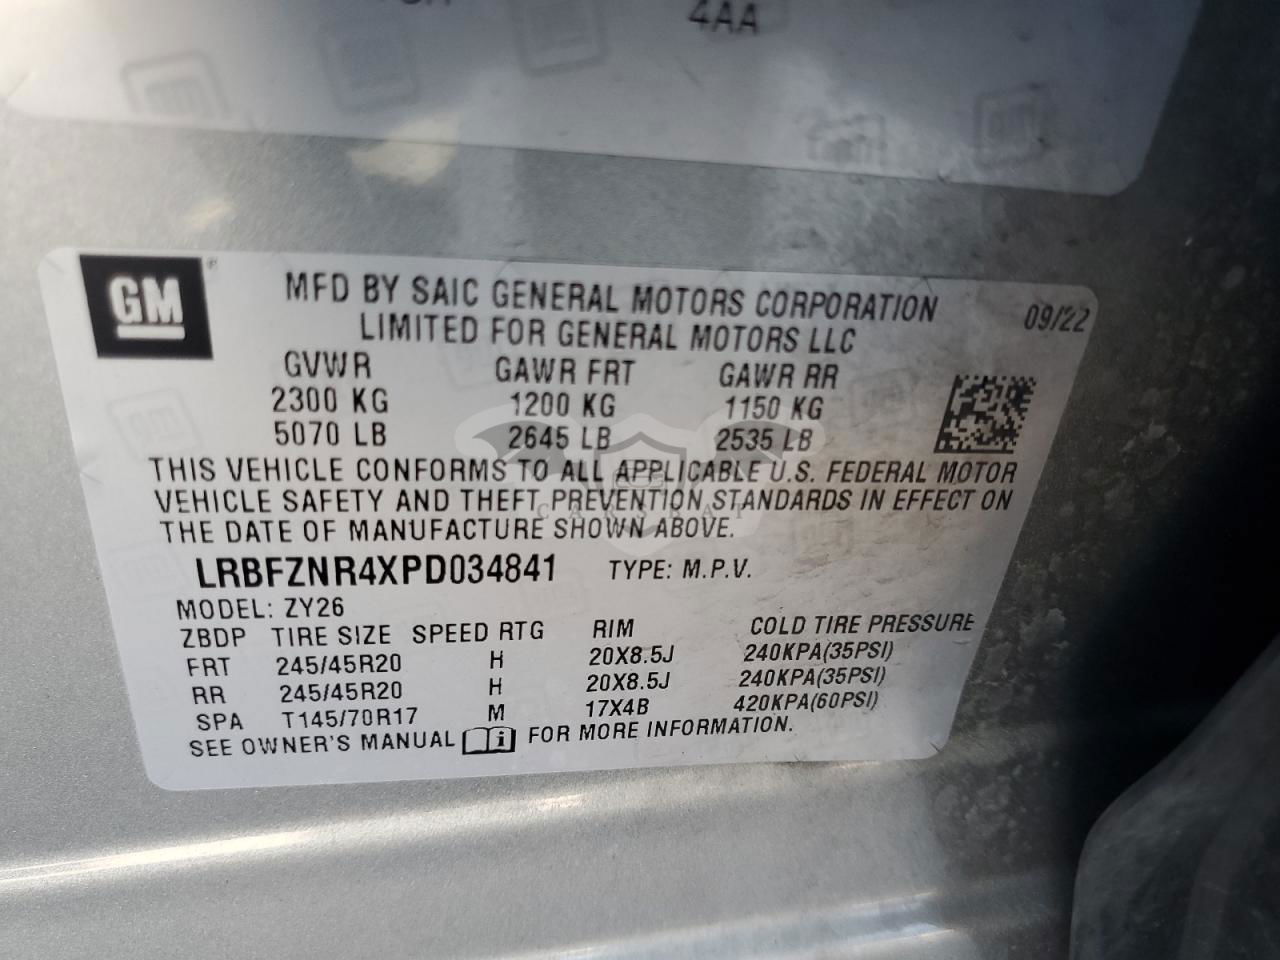 4AA
GM
MFD BY SAIC GENERAL MOTORS CORPORATION 09/22
LIMITED FOR GENERAL MOTORS LLC
GVWR GAWR FRT GAWR RR
2300 KG 1200 KG 1150 KG
5070 LB 2645 LB 2535 LB
THIS VEHICLE CONFORMS TO ALL APPLICABLE U.S. FEDERAL MOTOR
VEHICLE SAFETY AND THEFT PREVENTION STANDARDS IN EFFECT ON
THE DATE OF MANUFACTURE SHOWN ABOVE.
LRBFZNR4XPD034841 TYPE: M.P.V.
MODEL: ZY26
ZBDP TIRE SIZE SPEED RTG RIM COLD TIRE PRESSURE
FRT 245/45R20 H 20X8.5J 240KPA(35PSI)
RR 245/45R20 H 20X8.5J 240KPA(35PSI)
SPA T145/70R17 M 17X4B 420KPA(60PSI)
SEE OWNER'S MANUAL FOR MORE INFORMATION.